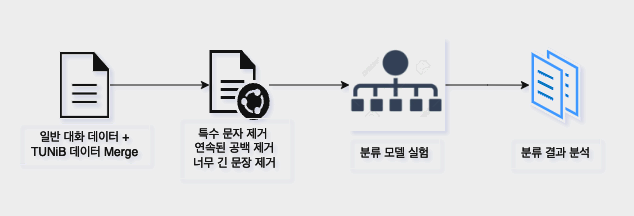 일반 대화 데이터 +
TUNiB 데이터 Merge
특수 문자 제거
연속된 공백 제거
너무 긴 문장 제거
분류 모델 실험
분류 결과 분석